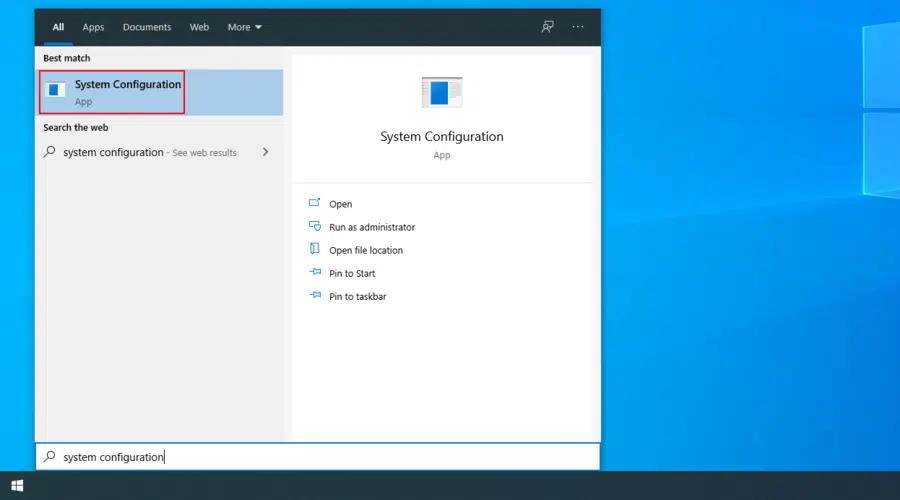 All Apps Documents Web More
Best match
System Configuration
App
Search the web
system configuration - See web results
System Configuration
App
Open
Run as administrator
Open file location
Pin to Start
Pin to taskbar
system configuration